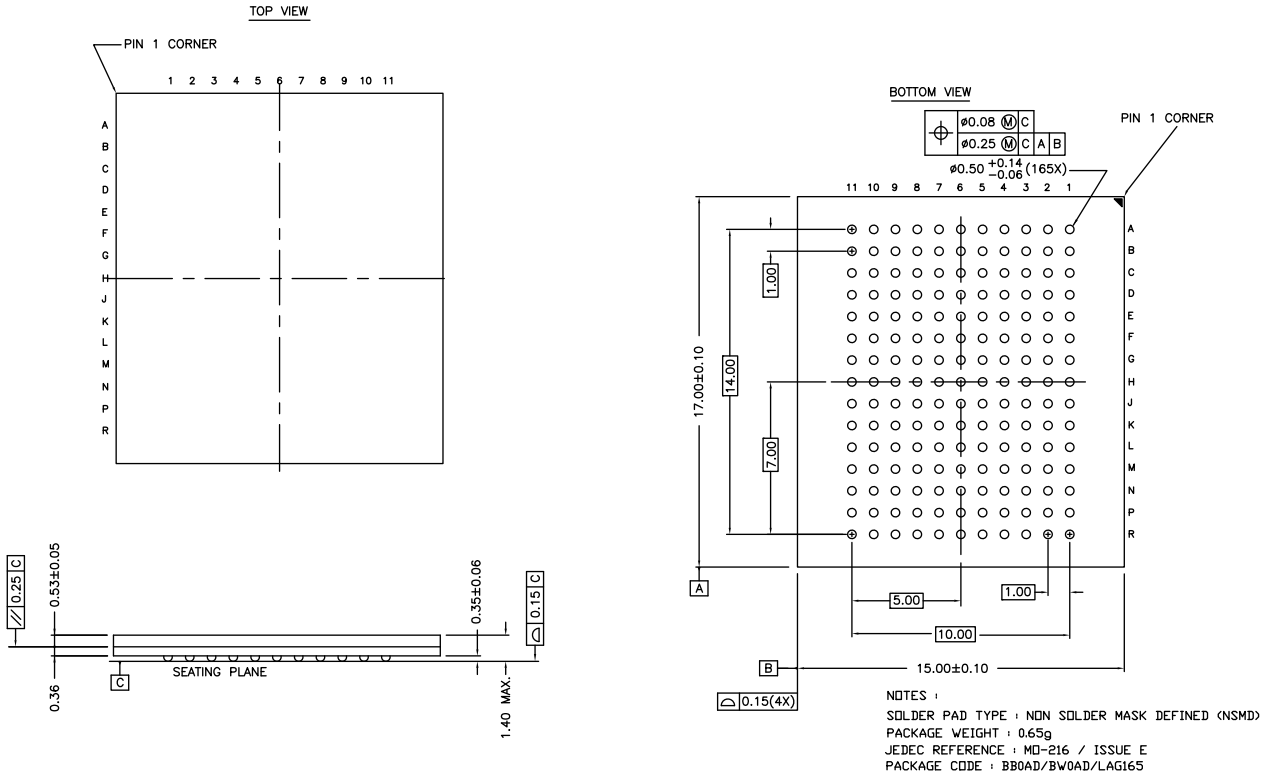 TOP VIEW
PIN 1 CORNER
1 2 3 4 5 6 7 8 9 10 11
A
B
C
D
E
F
G
H
J
K
L
M
N
P
R
BOTTOM VIEW
ø0.08 Ⓜ C
ø0.25 Ⓜ C A B
PIN 1 CORNER
ø0.50 +0.14 -0.06 (165X)
11 10 9 8 7 6 5 4 3 2 1
A
B
C
D
E
F
G
H
J
K
L
M
N
P
R
1.00
14.00
17.00±0.10
7.00
A
5.00
1.00
10.00
B
15.00±0.10
⌓ 0.15(4X)
// 0.25 C
0.53±0.05
0.36
C
SEATING PLANE
0.35±0.06
⌓ 0.15 C
1.40 MAX.
NOTES :
SOLDER PAD TYPE : NON SOLDER MASK DEFINED (NSMD)
PACKAGE WEIGHT : 0.65g
JEDEC REFERENCE : MO-216 / ISSUE E
PACKAGE CODE : BB0AD/BW0AD/LAG165